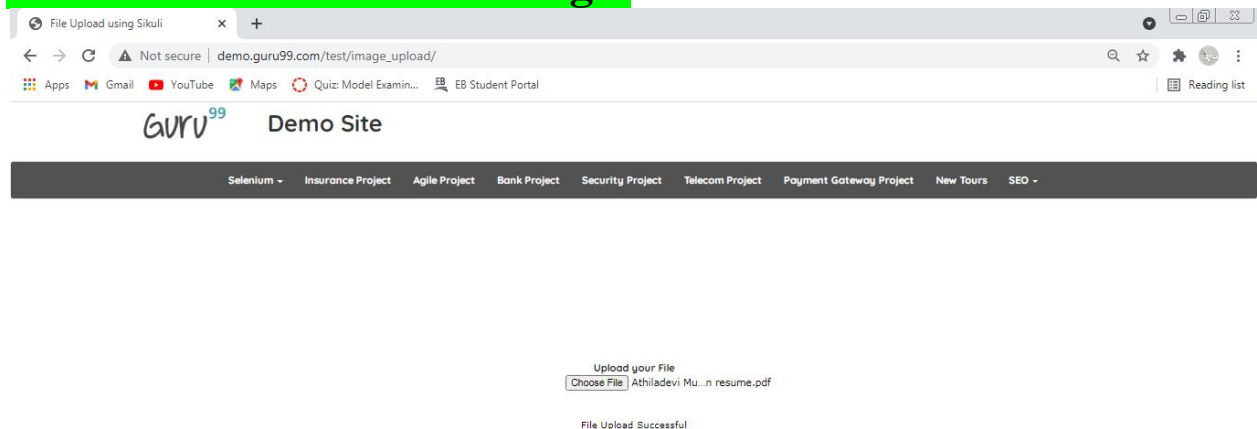 File Upload using Sikuli
Not secure | demo.guru99.com/test/image_upload/
Apps Gmail YouTube Maps Quiz: Model Examin... EB EB Student Portal Reading list
Guru99 Demo Site
Selenium Insurance Project Agile Project Bank Project Security Project Telecom Project Payment Gateway Project New Tours SEO
Upload your File
Choose File Athiladevi Mu...n resume.pdf
File Upload Successful